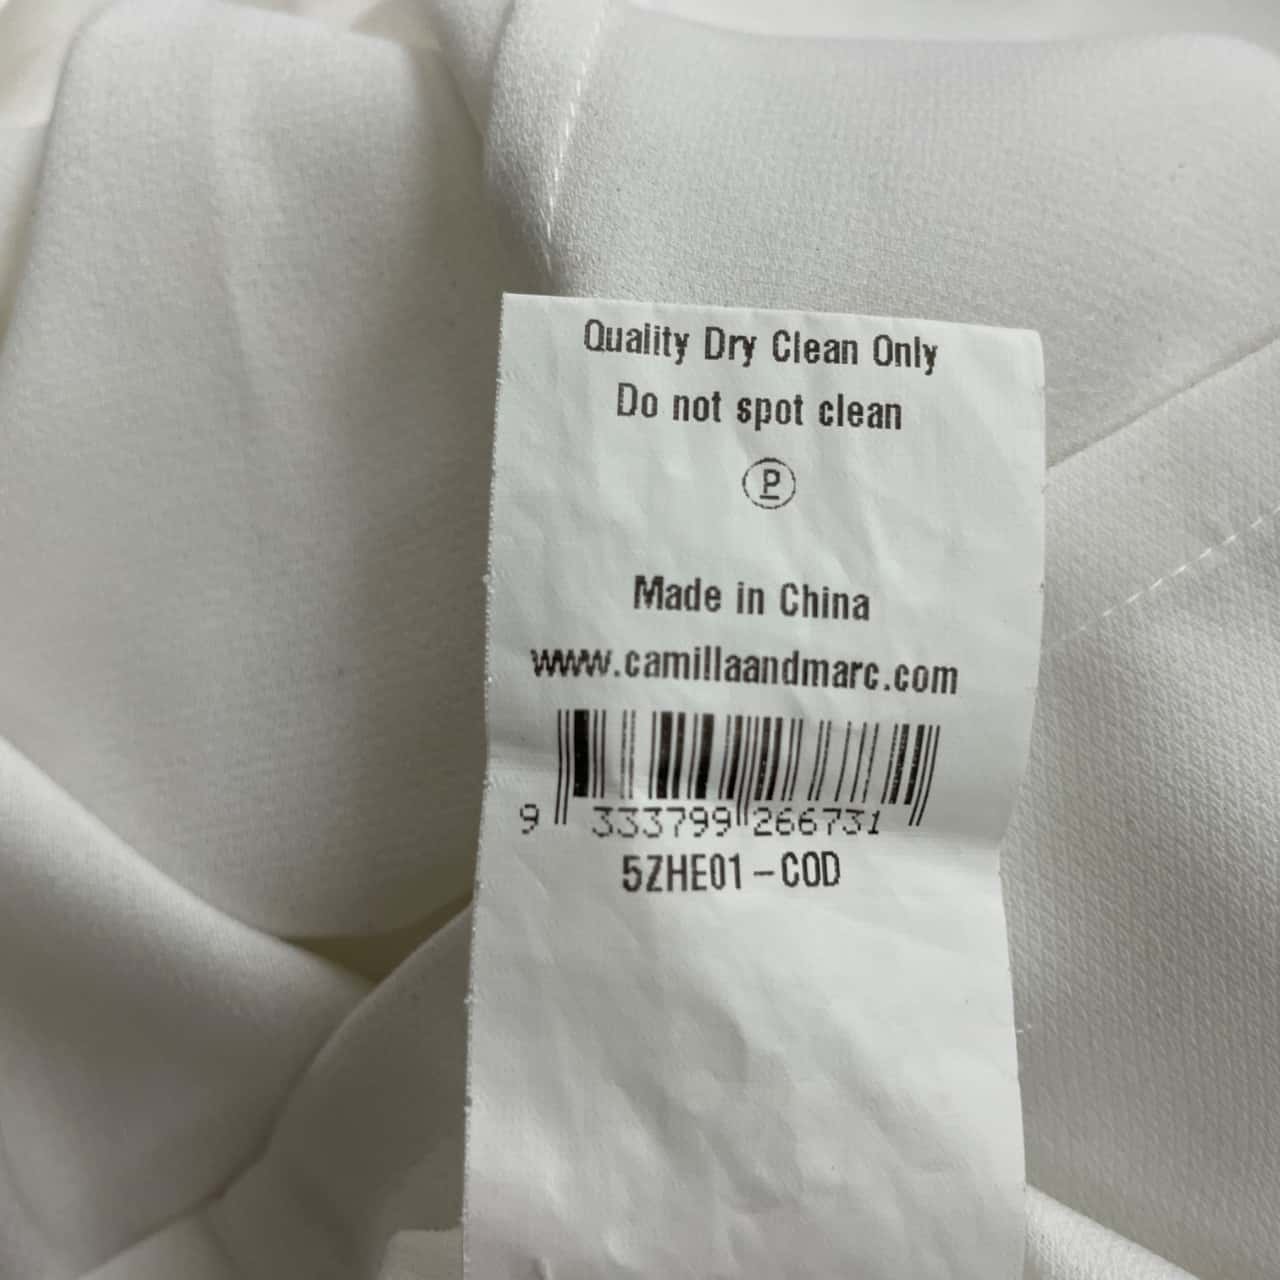 Quality Dry Clean Only
Do not spot clean
P
Made in China
www.camillaandmarc.com
9 333799 266731
5ZHE01-COD